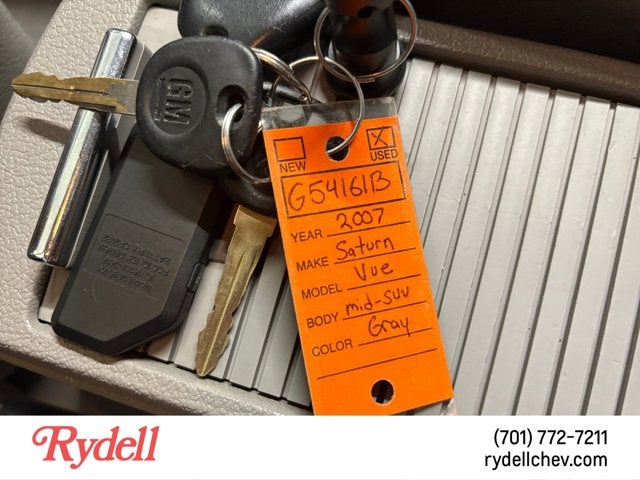 GM
NEW
USED
G54161B
YEAR 2007
MAKE Saturn
MODEL Vue
BODY mid-suv
COLOR Gray
Rydell
(701) 772-7211
rydellchev.com